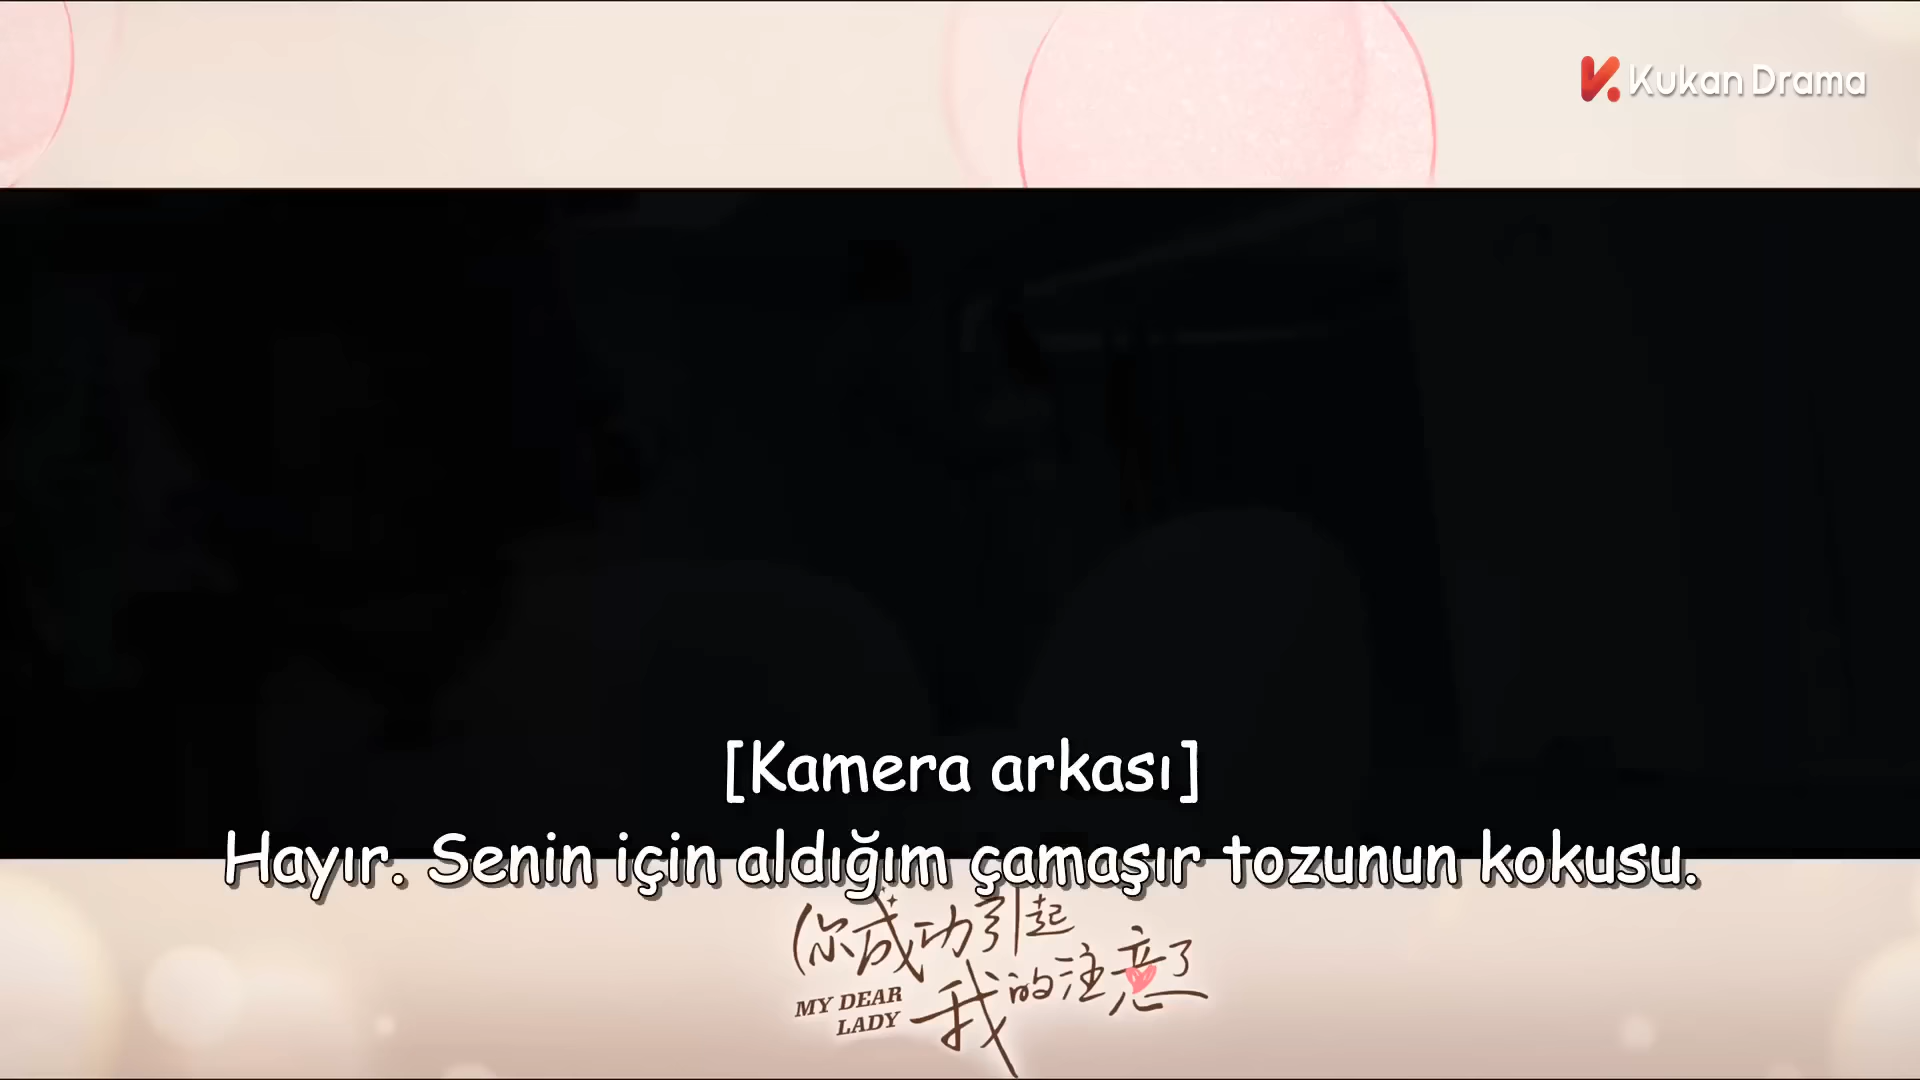 Kukan Drama
[Kamera arkası]
Hayır. Senin için aldığım çamaşır tozunun kokusu.
你成功引起
我的注意了
MY DEAR
LADY